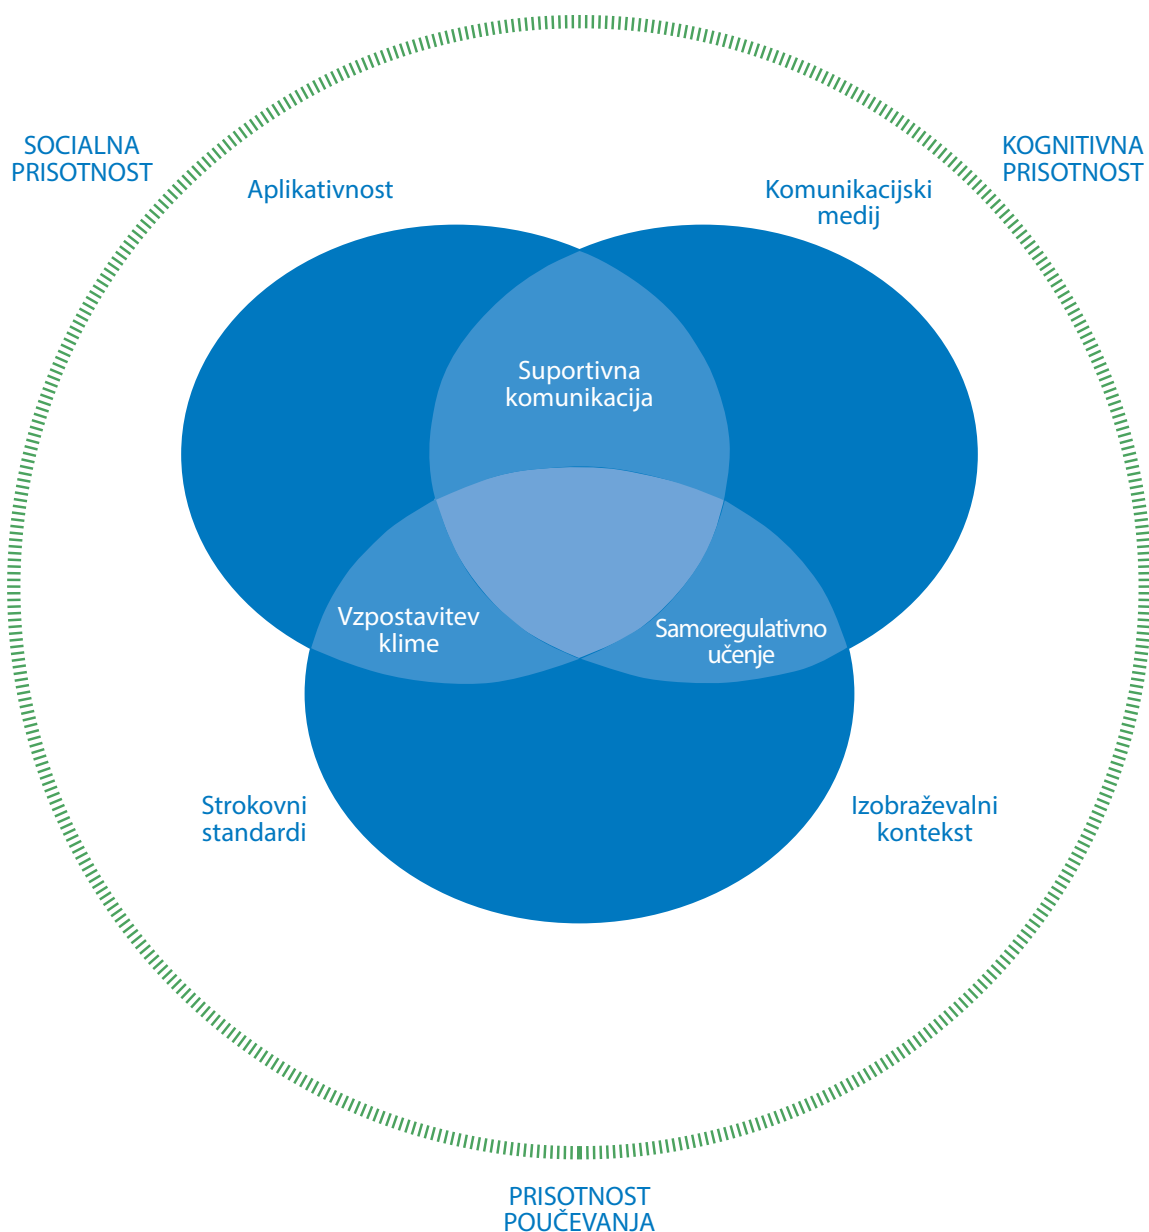 SOCIALNA
PRISOTNOST
KOGNITIVNA
PRISOTNOST
Aplikativnost
Komunikacijski
medij
Suportivna
komunikacija
Vzpostavitev
klime
Samoregulativno
učenje
Strokovni
standardi
Izobraževalni
kontekst
PRISOTNOST
POUČEVANJA